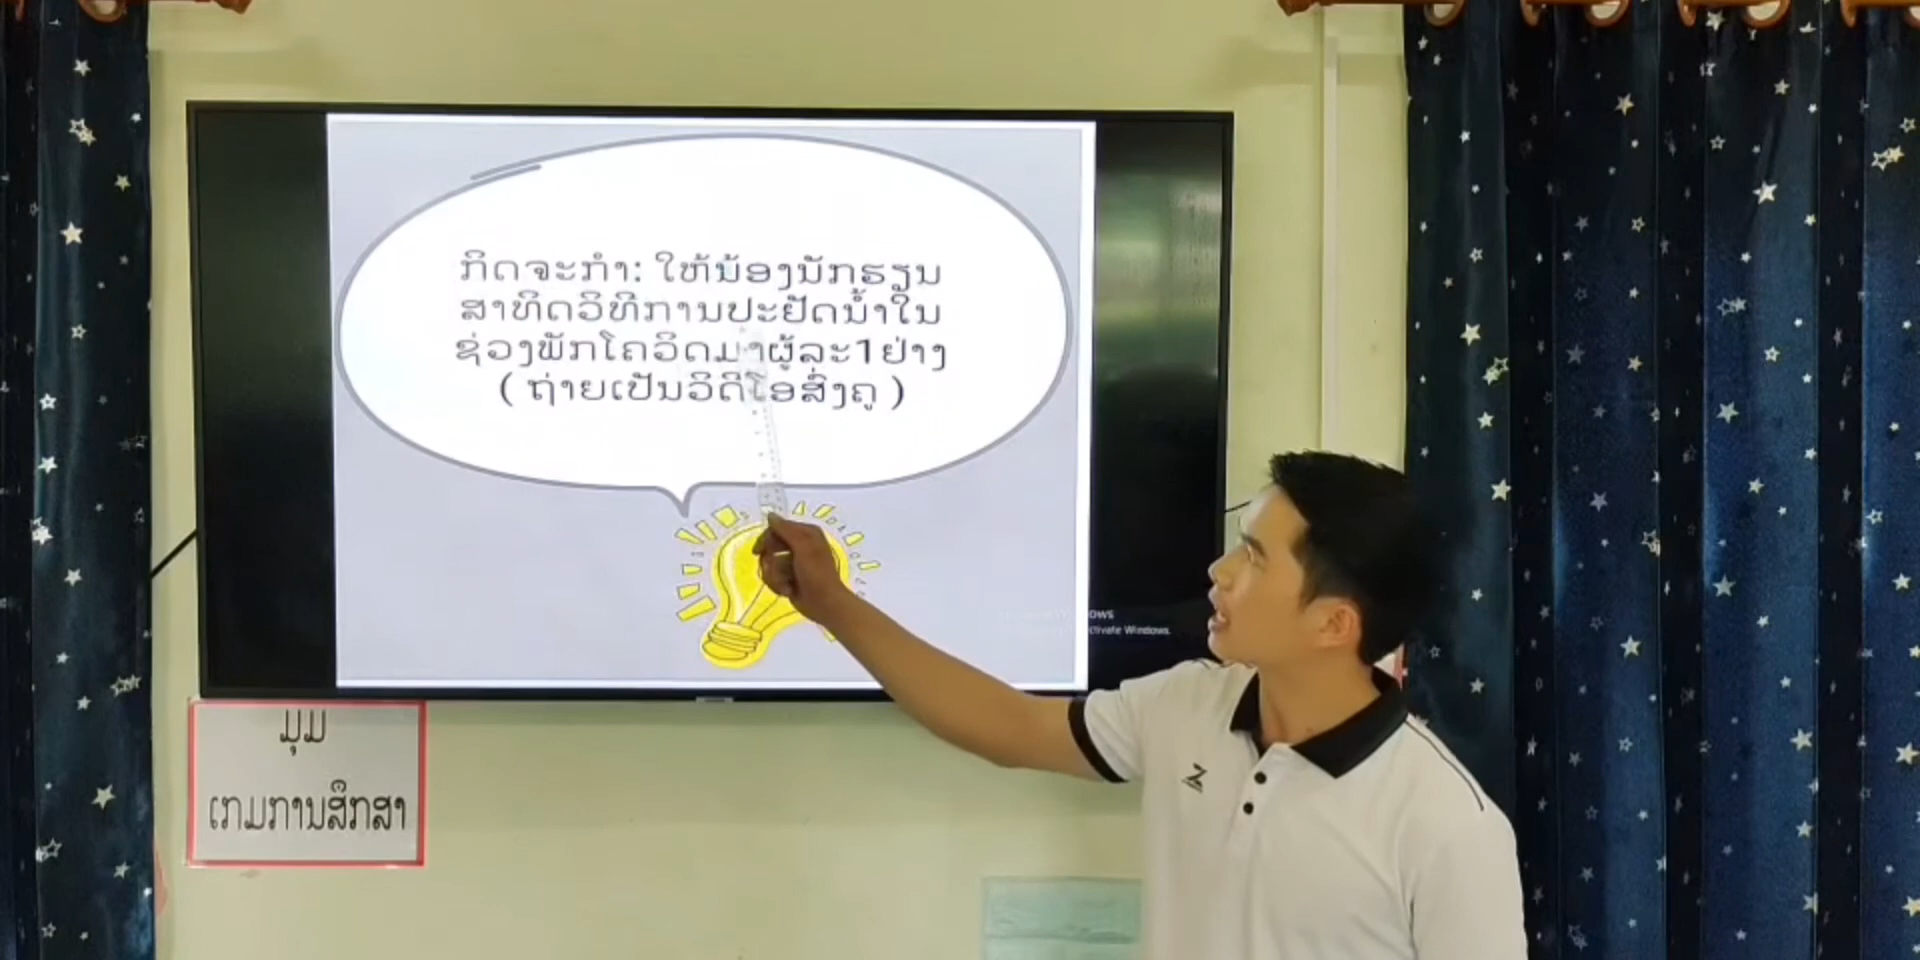 ກິດຈະກຳ: ໃຫ້ນ້ອງນັກຮຽນ
ສາທິດວິທີການປະຢັດນ້ຳໃນ
ຊ່ວງພັກໂຄວິດມາຜູ້ລະ1ຢ່າງ
( ຖ່າຍເປັນວິດີໂອສົ່ງຄູ )
ctivate Windows.
ມຸມ
ເກມການສຶກສາ